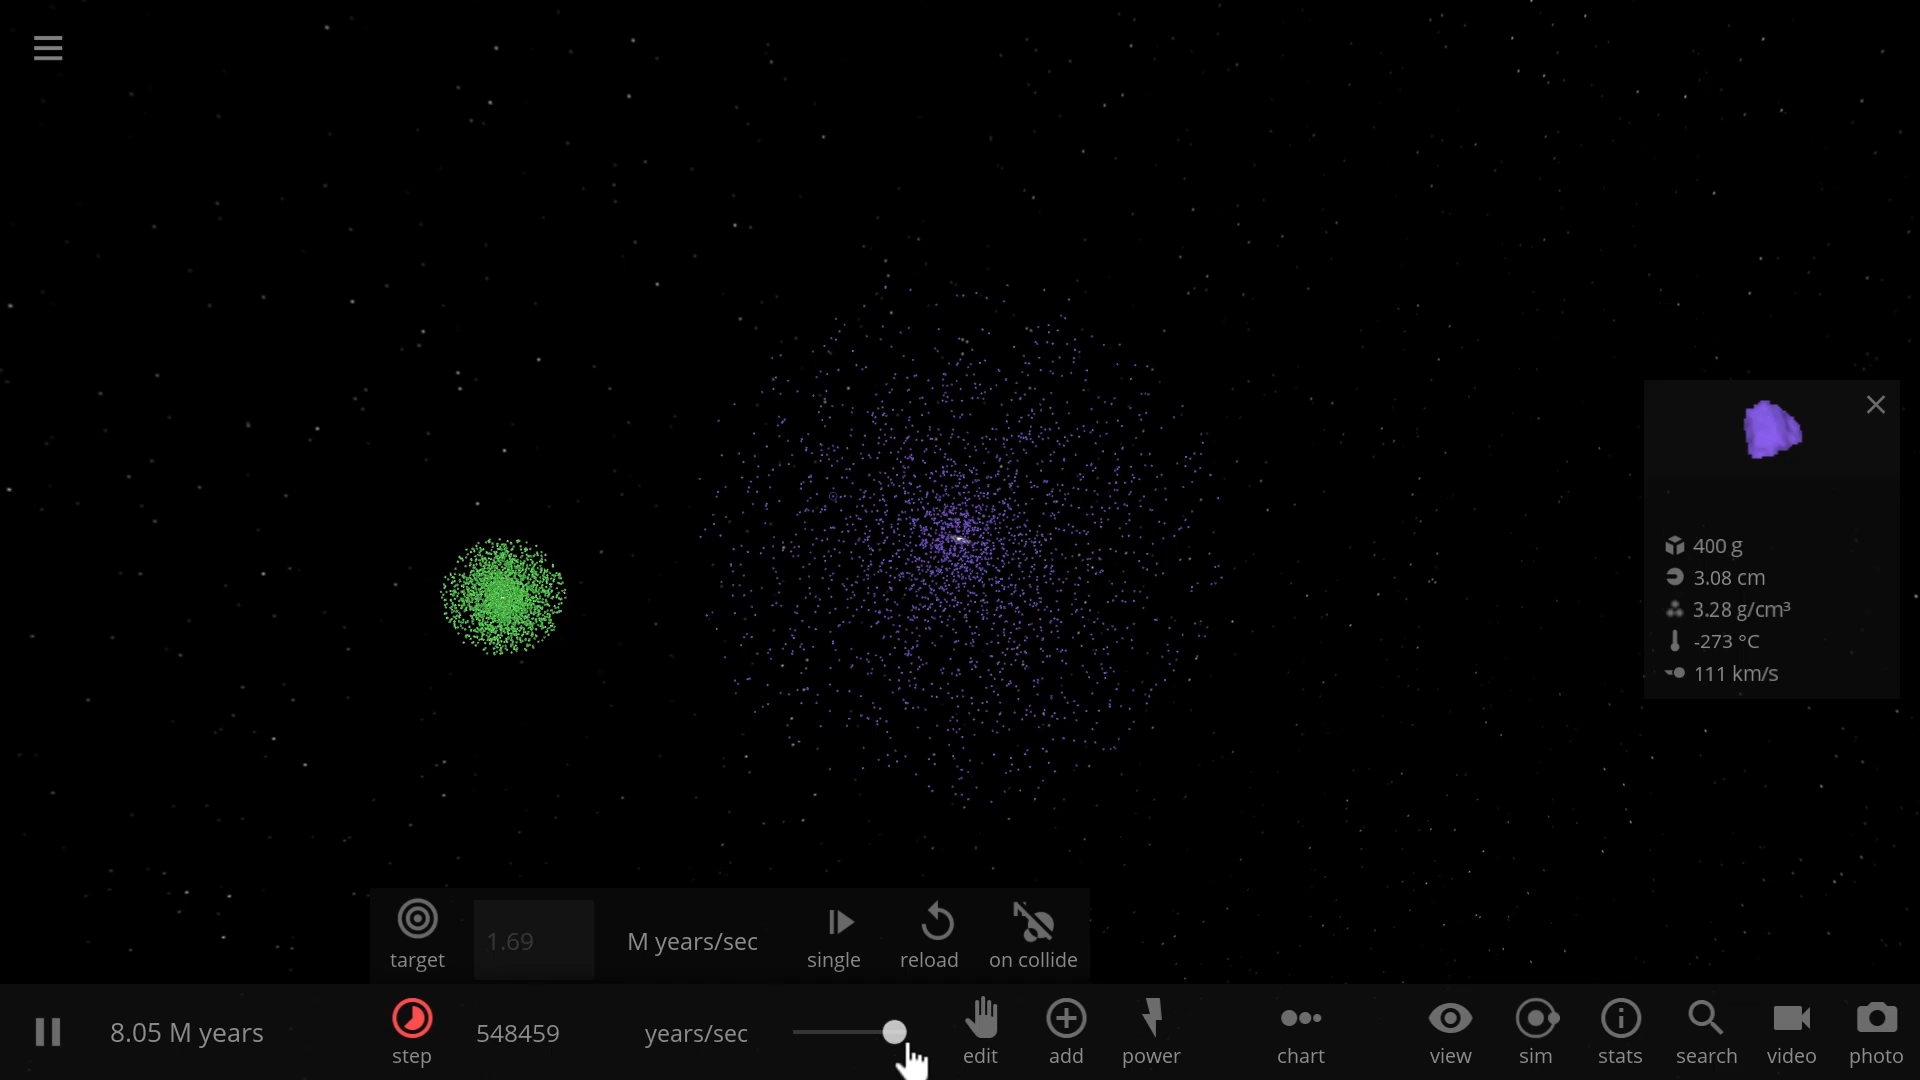 400 g
3.08 cm
3.28 g/cm³
-273 °C
111 km/s
1.69
M years/sec
target
single
reload
on collide
8.05 M years
548459
years/sec
step
edit
add
power
chart
view
sim
stats
search
video
photo